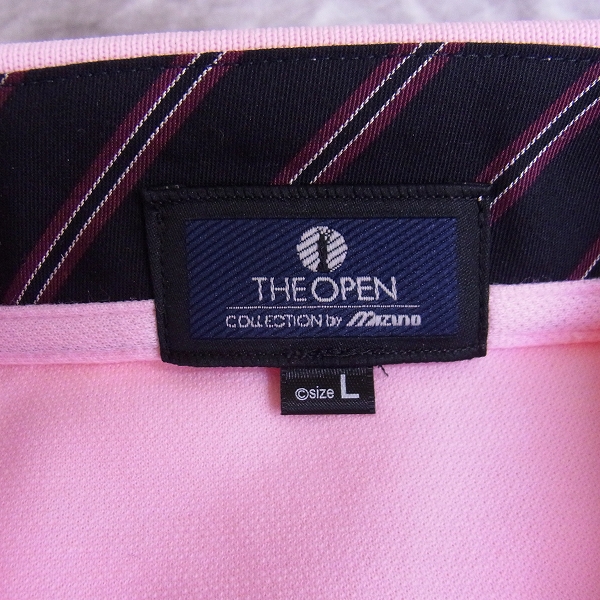 THE OPEN
COLLECTION by MIZUNO
©size L